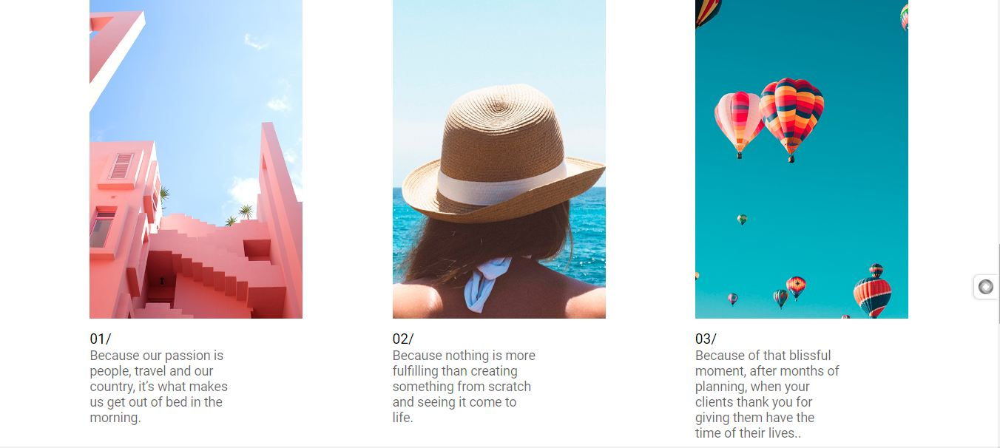 01/
Because our passion is
people, travel and our
country, it’s what makes
us get out of bed in the
morning.
02/
Because nothing is more
fulfilling than creating
something from scratch
and seeing it come to
life.
03/
Because of that blissful
moment, after months of
planning, when your
clients thank you for
giving them have the
time of their lives..